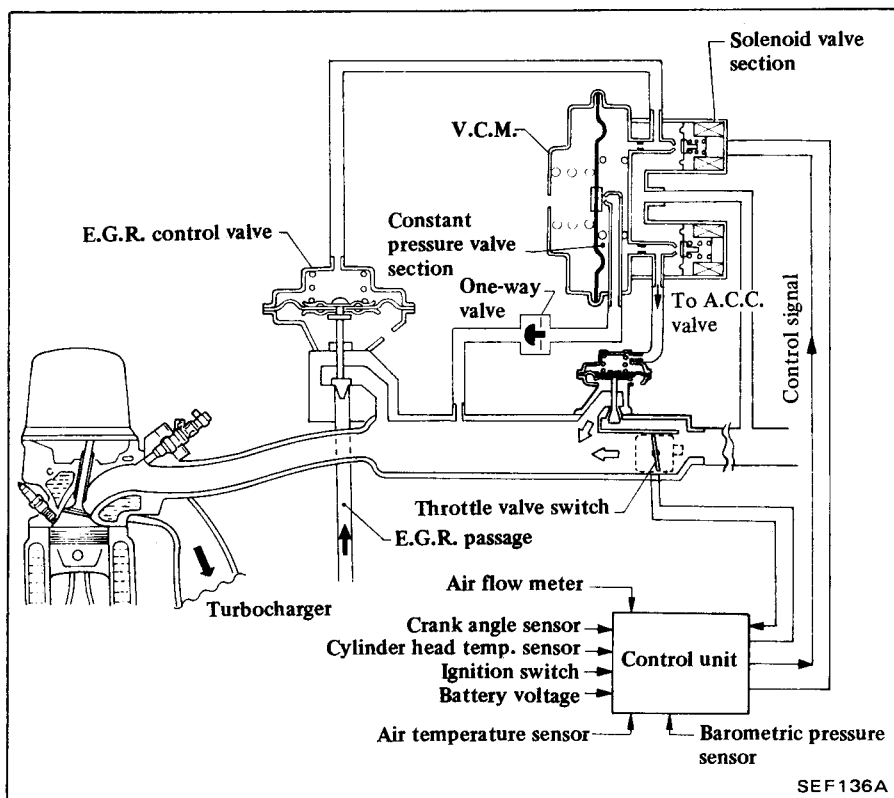 Solenoid valve
section
V.C.M.
Constant
pressure valve
section
E.G.R. control valve
One-way
valve
To A.C.C.
valve
Control signal
Throttle valve switch
E.G.R. passage
Turbocharger
Air flow meter
Crank angle sensor
Cylinder head temp. sensor
Ignition switch
Battery voltage
Control unit
Air temperature sensor
Barometric pressure
sensor
SEF136A